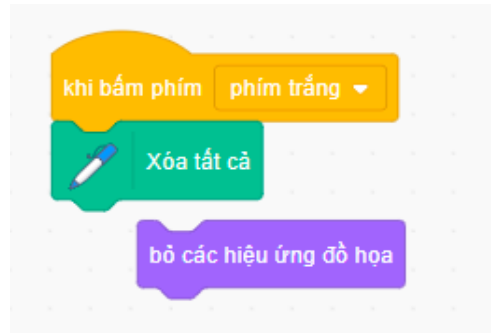 khi bấm phím phím trắng
Xóa tất cả
bỏ các hiệu ứng đồ họa